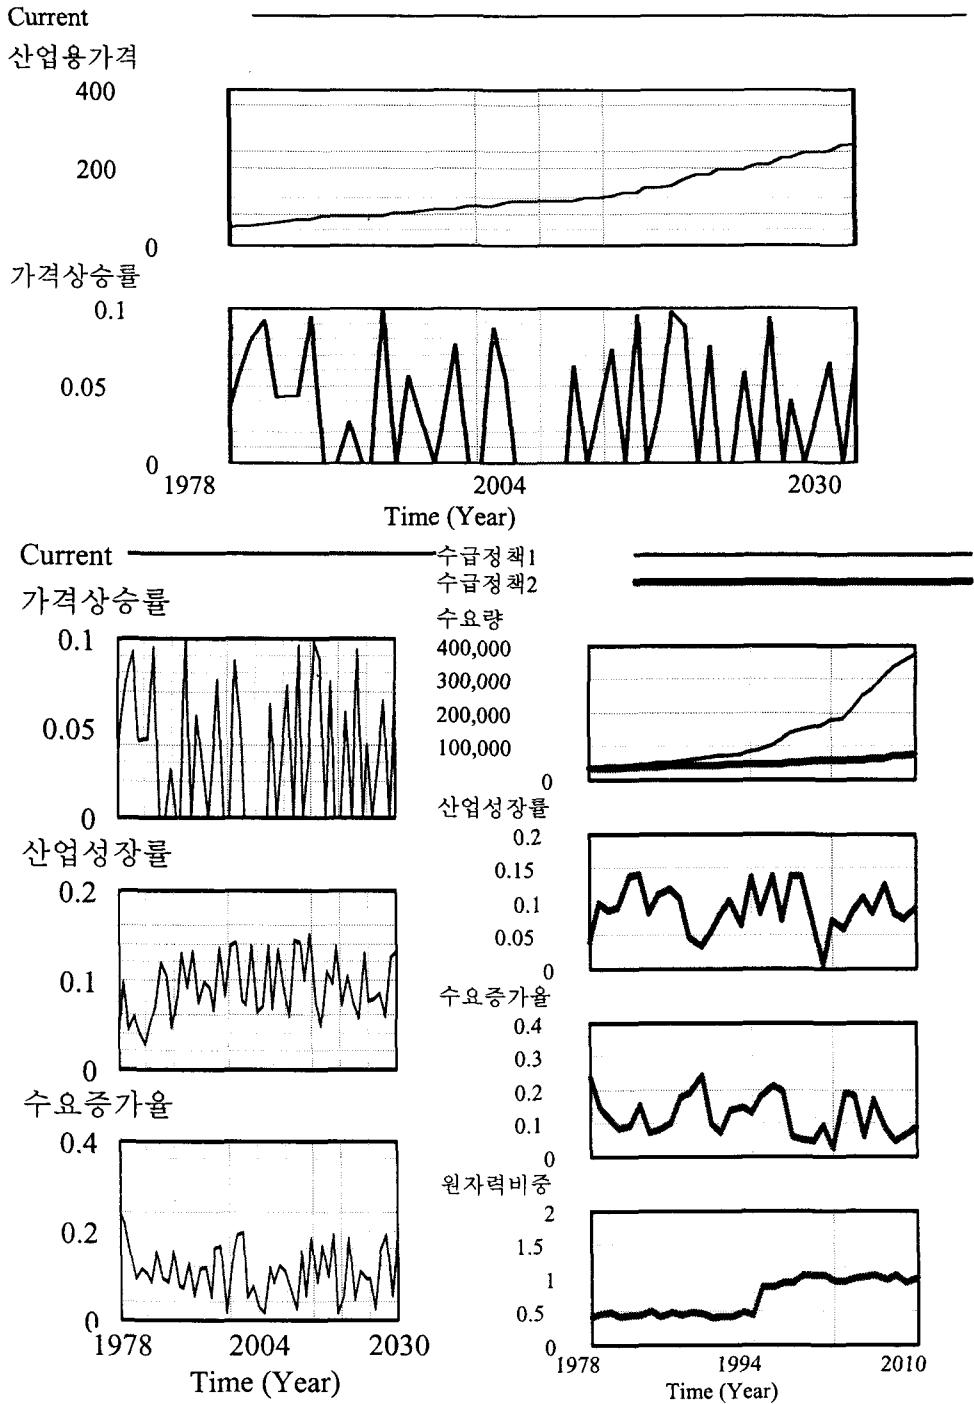 Current
산업용가격
400
200
0
가격상승률
0.1
0.05
0
1978 2004 2030
Time (Year)
Current
가격상승률
0.1
0.05
0
산업성장률
0.2
0.1
0
수요증가율
0.4
0.2
0
1978 2004 2030
Time (Year)
수급정책1
수급정책2
수요량
400,000
300,000
200,000
100,000
0
산업성장률
0.2
0.15
0.1
0.05
0
수요증가율
0.4
0.3
0.2
0.1
0
원자력비중
2
1.5
1
0.5
0
1978 1994 2010
Time (Year)